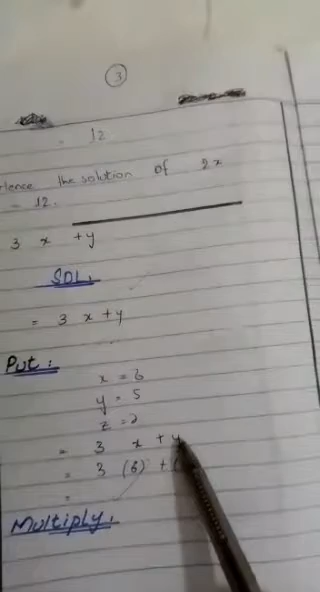 3
12
Hence the solution of 2x
= 12.
3 x + y
SOL:
= 3 x + y
Put:
x = 6
y = 5
z = 2
= 3 x + y
= 3 (6) + (
=
Multiply: